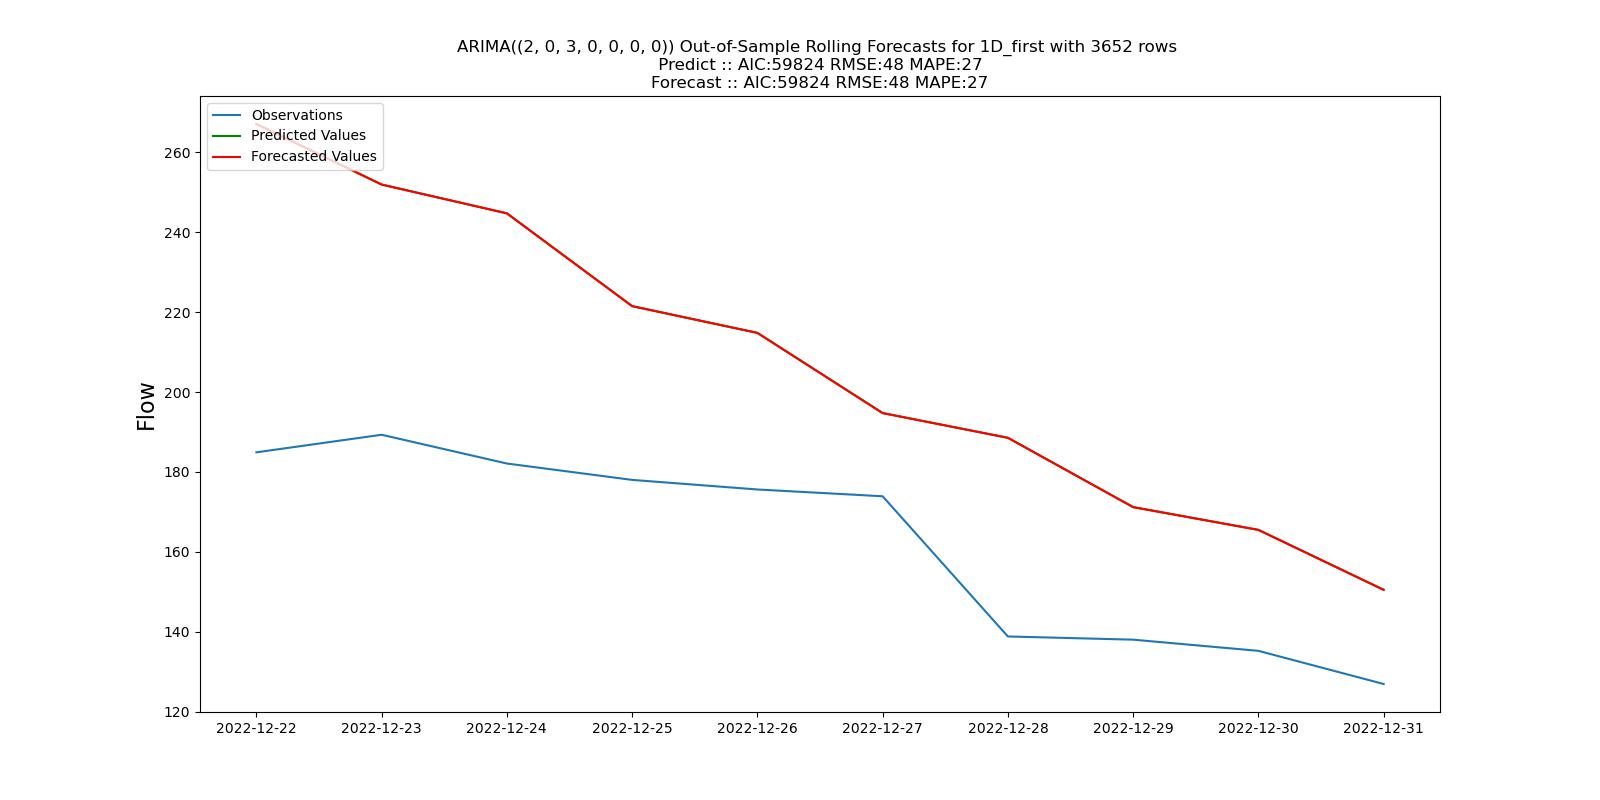 ARIMA((2, 0, 3, 0, 0, 0, 0)) Out-of-Sample Rolling Forecasts for 1D_first with 3652 rows
Predict :: AIC:59824 RMSE:48 MAPE:27
Forecast :: AIC:59824 RMSE:48 MAPE:27
Observations
Predicted Values
Forecasted Values
260
240
220
200
180
160
140
120
Flow
2022-12-22
2022-12-23
2022-12-24
2022-12-25
2022-12-26
2022-12-27
2022-12-28
2022-12-29
2022-12-30
2022-12-31